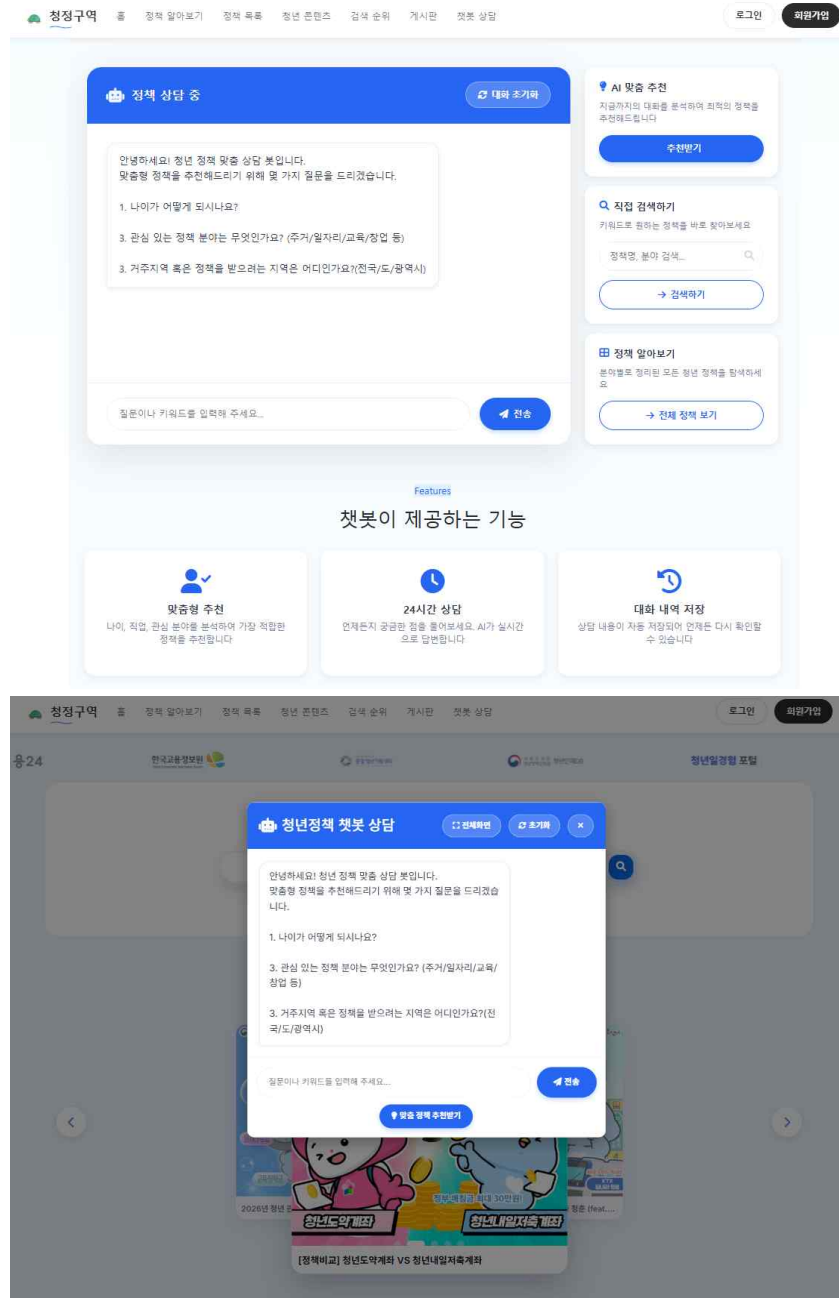 청정구역 홈 정책 알아보기 정책 목록 청년 콘텐츠 검색 순위 게시판 챗봇 상담 로그인 회원가입
정책 상담 중 대화 초기화
안녕하세요! 청년 정책 맞춤 상담 봇입니다.
맞춤형 정책을 추천해드리기 위해 몇 가지 질문을 드리겠습니다.
1. 나이가 어떻게 되시나요?
3. 관심 있는 정책 분야는 무엇인가요? (주거/일자리/교육/창업 등)
3. 거주지역 혹은 정책을 받으려는 지역은 어디인가요?(전국/도/광역시)
질문이나 키워드를 입력해 주세요... 전송
AI 맞춤 추천
지금까지의 대화를 분석하여 최적의 정책을
추천해드립니다
추천받기
직접 검색하기
키워드로 원하는 정책을 바로 찾아보세요
정책명, 분야 검색...
→ 검색하기
정책 알아보기
분야별로 정리된 모든 청년 정책을 탐색하세
요
→ 전체 정책 보기
Features
챗봇이 제공하는 기능
맞춤형 추천
나이, 직업, 관심 분야를 분석하여 가장 적합한
정책을 추천합니다
24시간 상담
언제든지 궁금한 점을 물어보세요. AI가 실시간
으로 답변합니다
대화 내역 저장
상담 내용이 자동 저장되어 언제든 다시 확인할
수 있습니다
청정구역 홈 정책 알아보기 정책 목록 청년 콘텐츠 검색 순위 게시판 챗봇 상담 로그인 회원가입
용24 한국고용정보원 청년일경험 포털
청년정책 챗봇 상담 전체화면 초기화 ×
안녕하세요! 청년 정책 맞춤 상담 봇입니다.
맞춤형 정책을 추천해드리기 위해 몇 가지 질문을 드리겠습
니다.
1. 나이가 어떻게 되시나요?
3. 관심 있는 정책 분야는 무엇인가요? (주거/일자리/교육/
창업 등)
3. 거주지역 혹은 정책을 받으려는 지역은 어디인가요?(전
국/도/광역시)
질문이나 키워드를 입력해 주세요... 전송
맞춤 정책 추천받기
정부 매칭금 최대 30만원!
청년도약계좌 청년내일저축계좌
2026년 청년
청춘 (feat....
[정책비교] 청년도약계좌 VS 청년내일저축계좌